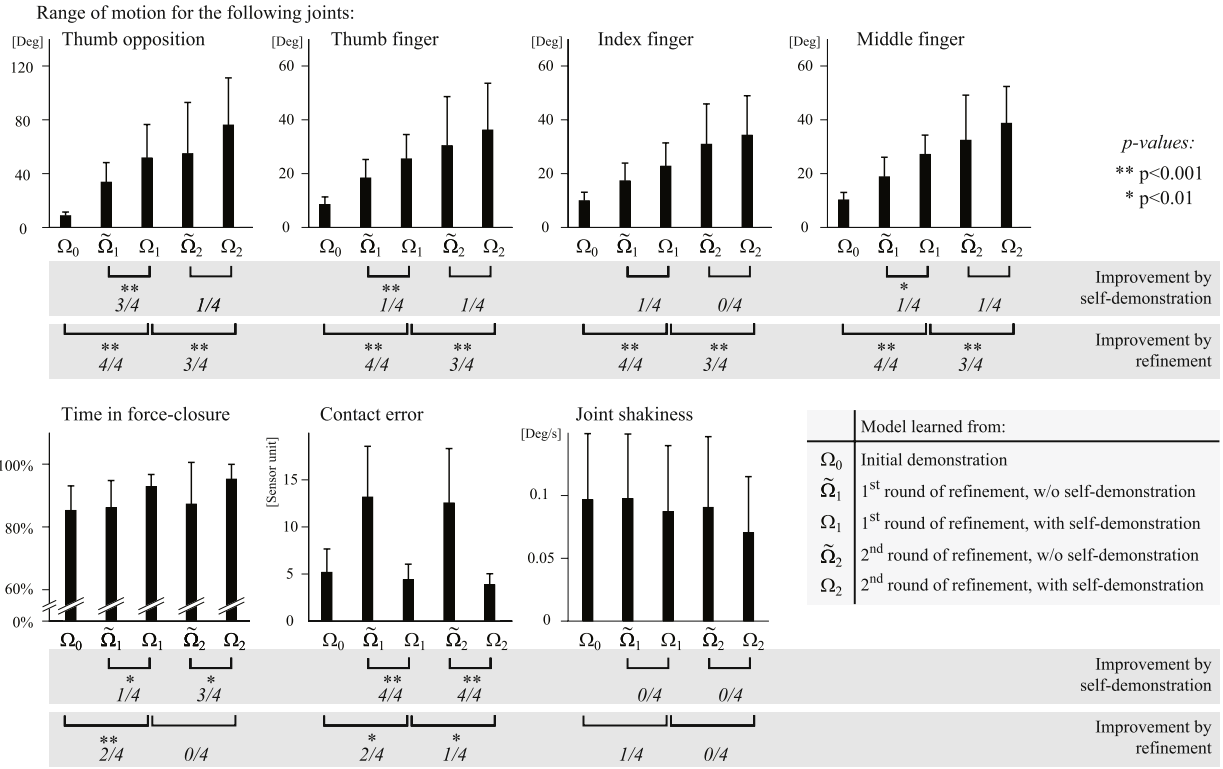 Range of motion for the following joints:
[Deg] Thumb opposition
120
80
40
0
Ω0 Ω̃1 Ω1 Ω̃2 Ω2
[Deg] Thumb finger
60
40
20
0
Ω0 Ω̃1 Ω1 Ω̃2 Ω2
[Deg] Index finger
60
40
20
0
Ω0 Ω̃1 Ω1 Ω̃2 Ω2
[Deg] Middle finger
60
40
20
0
Ω0 Ω̃1 Ω1 Ω̃2 Ω2
p-values:
** p<0.001
* p<0.01
** ** *
3/4 1/4 1/4 1/4 1/4 0/4 1/4 1/4
Improvement by
self-demonstration
** ** ** ** ** ** ** **
4/4 3/4 4/4 3/4 4/4 3/4 4/4 3/4
Improvement by
refinement
Time in force-closure
100%
80%
60%
0%
Ω0 Ω̃1 Ω1 Ω̃2 Ω2
Contact error
[Sensor unit]
15
10
5
0
Ω0 Ω̃1 Ω1 Ω̃2 Ω2
Joint shakiness
[Deg/s]
0.1
0.05
0
Ω0 Ω̃1 Ω1 Ω̃2 Ω2
Model learned from:
Ω0 Initial demonstration
Ω̃1 1st round of refinement, w/o self-demonstration
Ω1 1st round of refinement, with self-demonstration
Ω̃2 2nd round of refinement, w/o self-demonstration
Ω2 2nd round of refinement, with self-demonstration
* * ** **
1/4 3/4 4/4 4/4 0/4 0/4
Improvement by
self-demonstration
** * *
2/4 0/4 2/4 1/4 1/4 0/4
Improvement by
refinement